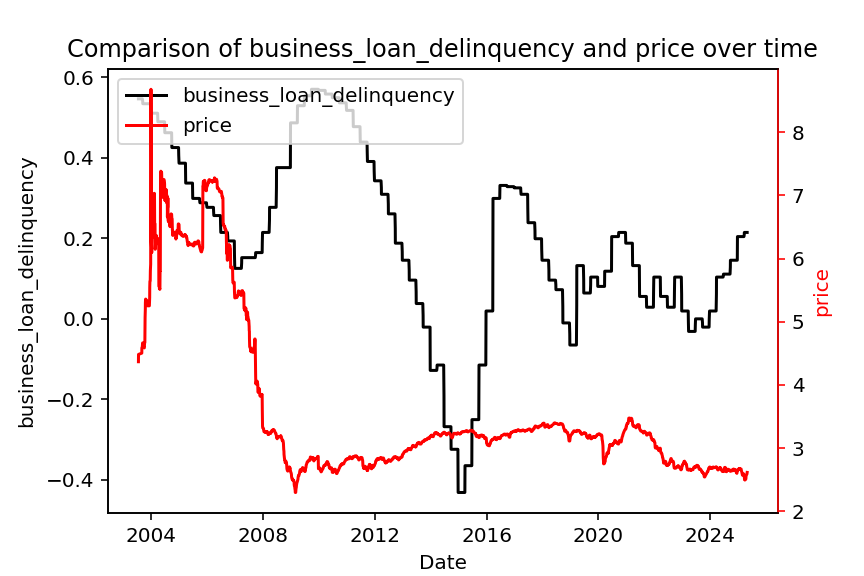 Comparison of business_loan_delinquency and price over time
business_loan_delinquency
price
0.6
0.4
0.2
0.0
−0.2
−0.4
business_loan_delinquency
8
7
6
5
4
3
2
price
2004 2008 2012 2016 2020 2024
Date